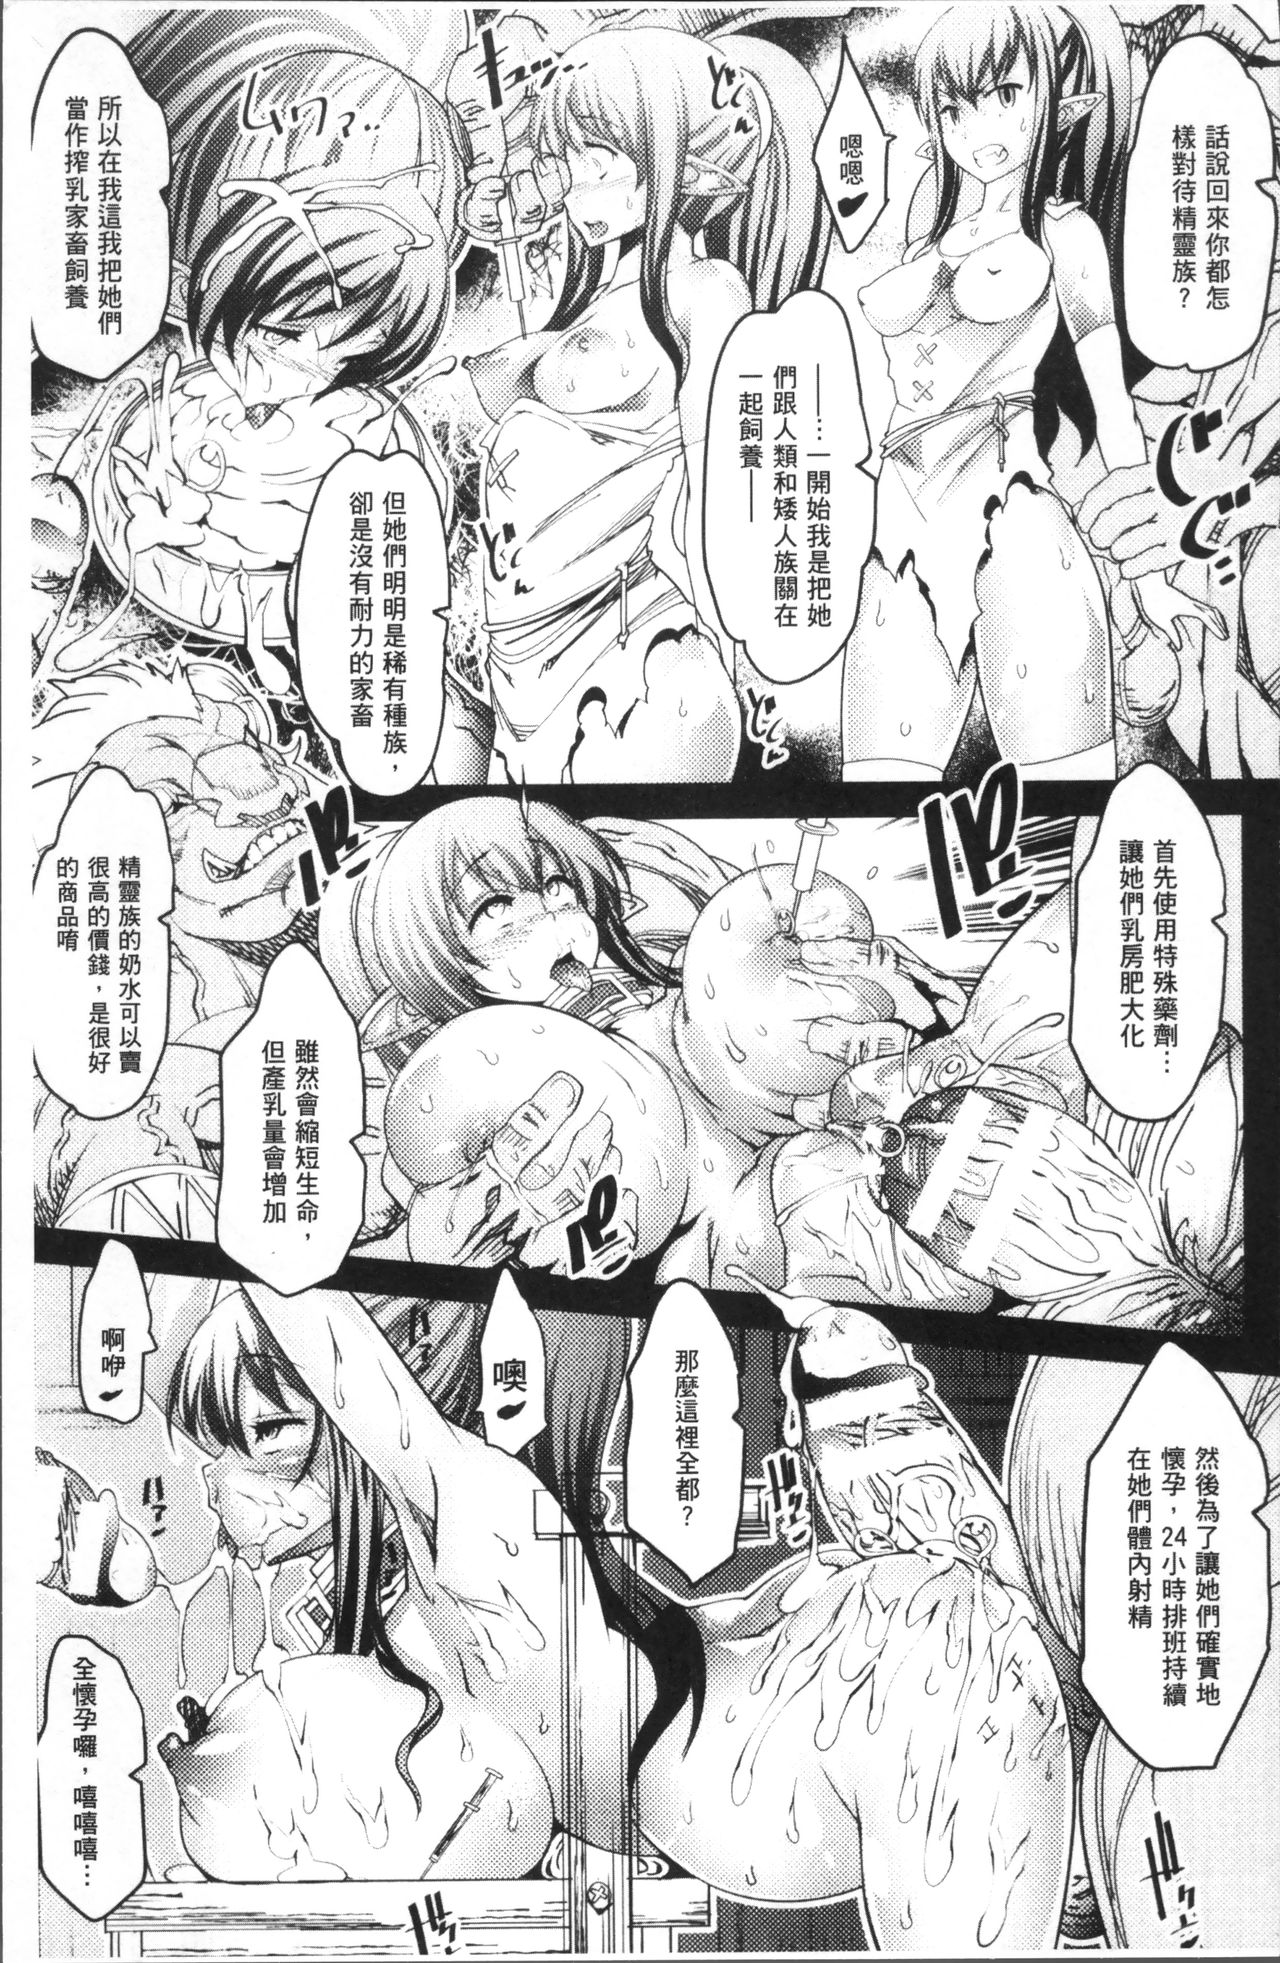 話說回來你都怎
樣對待精靈族？
嗯嗯
——⋯一開始我是把她
們跟人類和矮人族關在
一起飼養——
但她們明明是稀有種族，
卻是沒有耐力的家畜
所以在我這我把她們
當作搾乳家畜飼養
首先使用特殊藥劑⋯
讓她們乳房肥大化
雖然會縮短生命，
但產乳量會增加
精靈族的奶水可以賣
很高的價錢，是很好
的商品唷
然後為了讓她們確實地
懷孕，24小時排班持續
在她們體內射精
那麼這裡全都？
噢
啊咿
全懷孕囉，嘻嘻嘻⋯